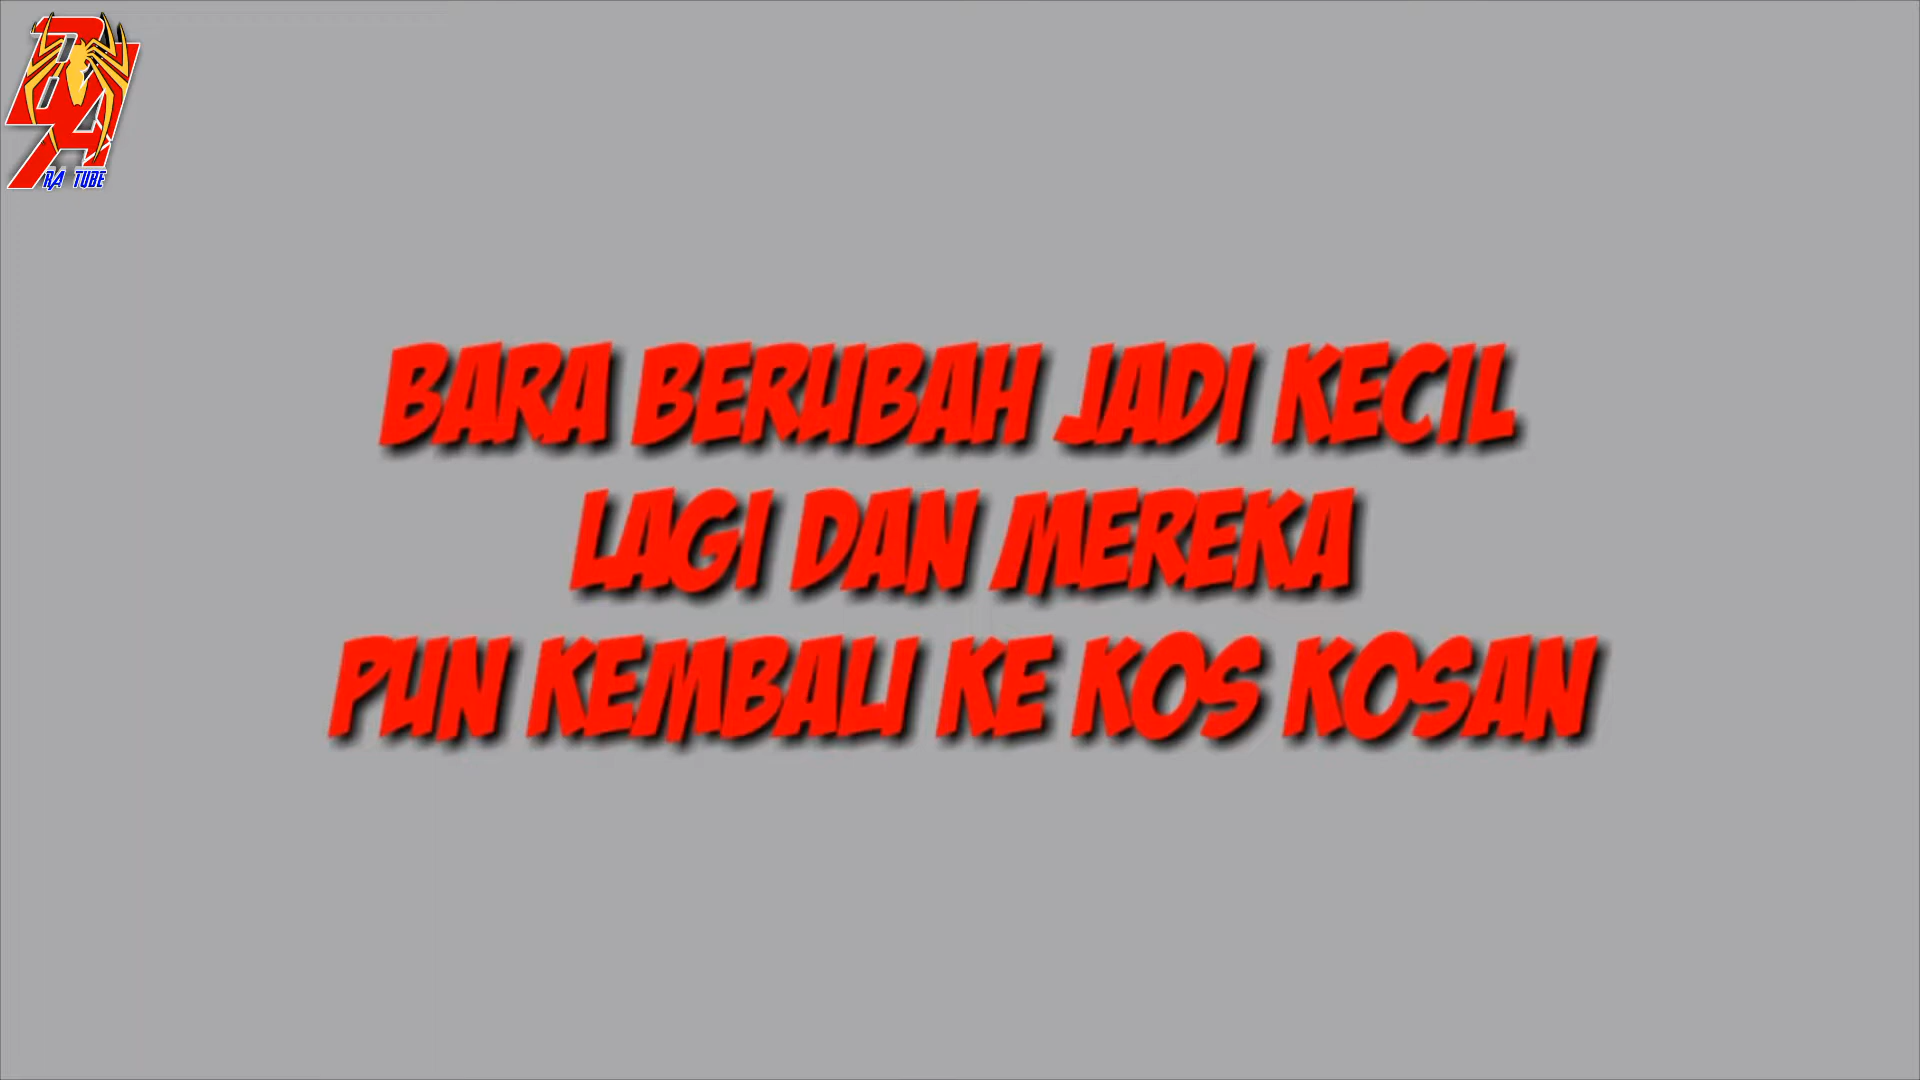 RA TUBE
BARA BERUBAH JADI KECIL
LAGI DAN MEREKA
PUN KEMBALI KE KOS KOSAN